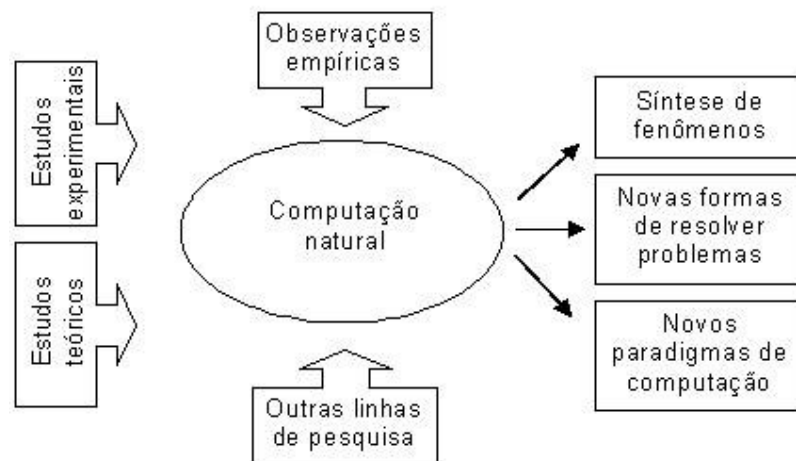 Observações
empíricas
Estudos
experimentais
Estudos
teóricos
Computação
natural
Outras linhas
de pesquisa
Síntese de
fenômenos
Novas formas
de resolver
problemas
Novos
paradigmas de
computação